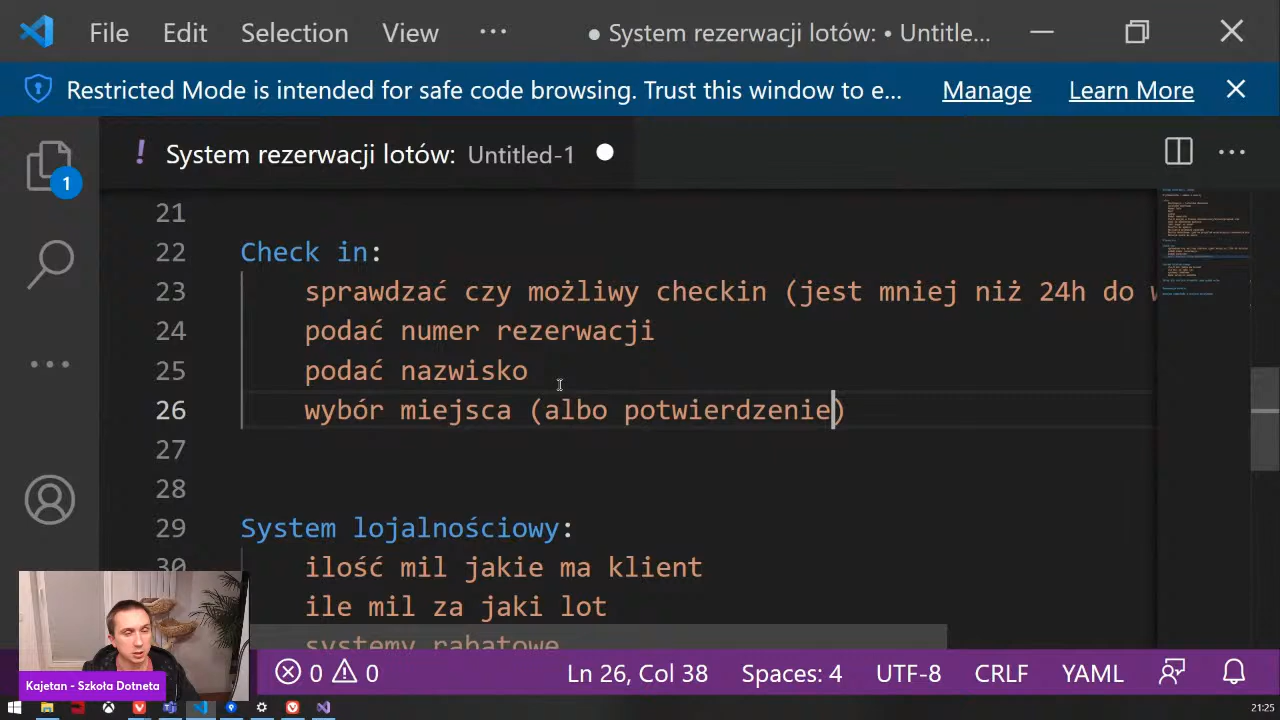 File Edit Selection View ··· ● System rezerwacji lotów: • Untitle...
Restricted Mode is intended for safe code browsing. Trust this window to e... Manage Learn More
! System rezerwacji lotów: Untitled-1
1
21
22 Check in:
23 sprawdzać czy możliwy checkin (jest mniej niż 24h do
24 podać numer rezerwacji
25 podać nazwisko
26 wybór miejsca (albo potwierdzenie)
27
28
29 System lojalnościowy:
30 ilość mil jakie ma klient
ile mil za jaki lot
systemy rabatowe
Kajetan - Szkoła Dotneta
0 0 Ln 26, Col 38 Spaces: 4 UTF-8 CRLF YAML
21:25